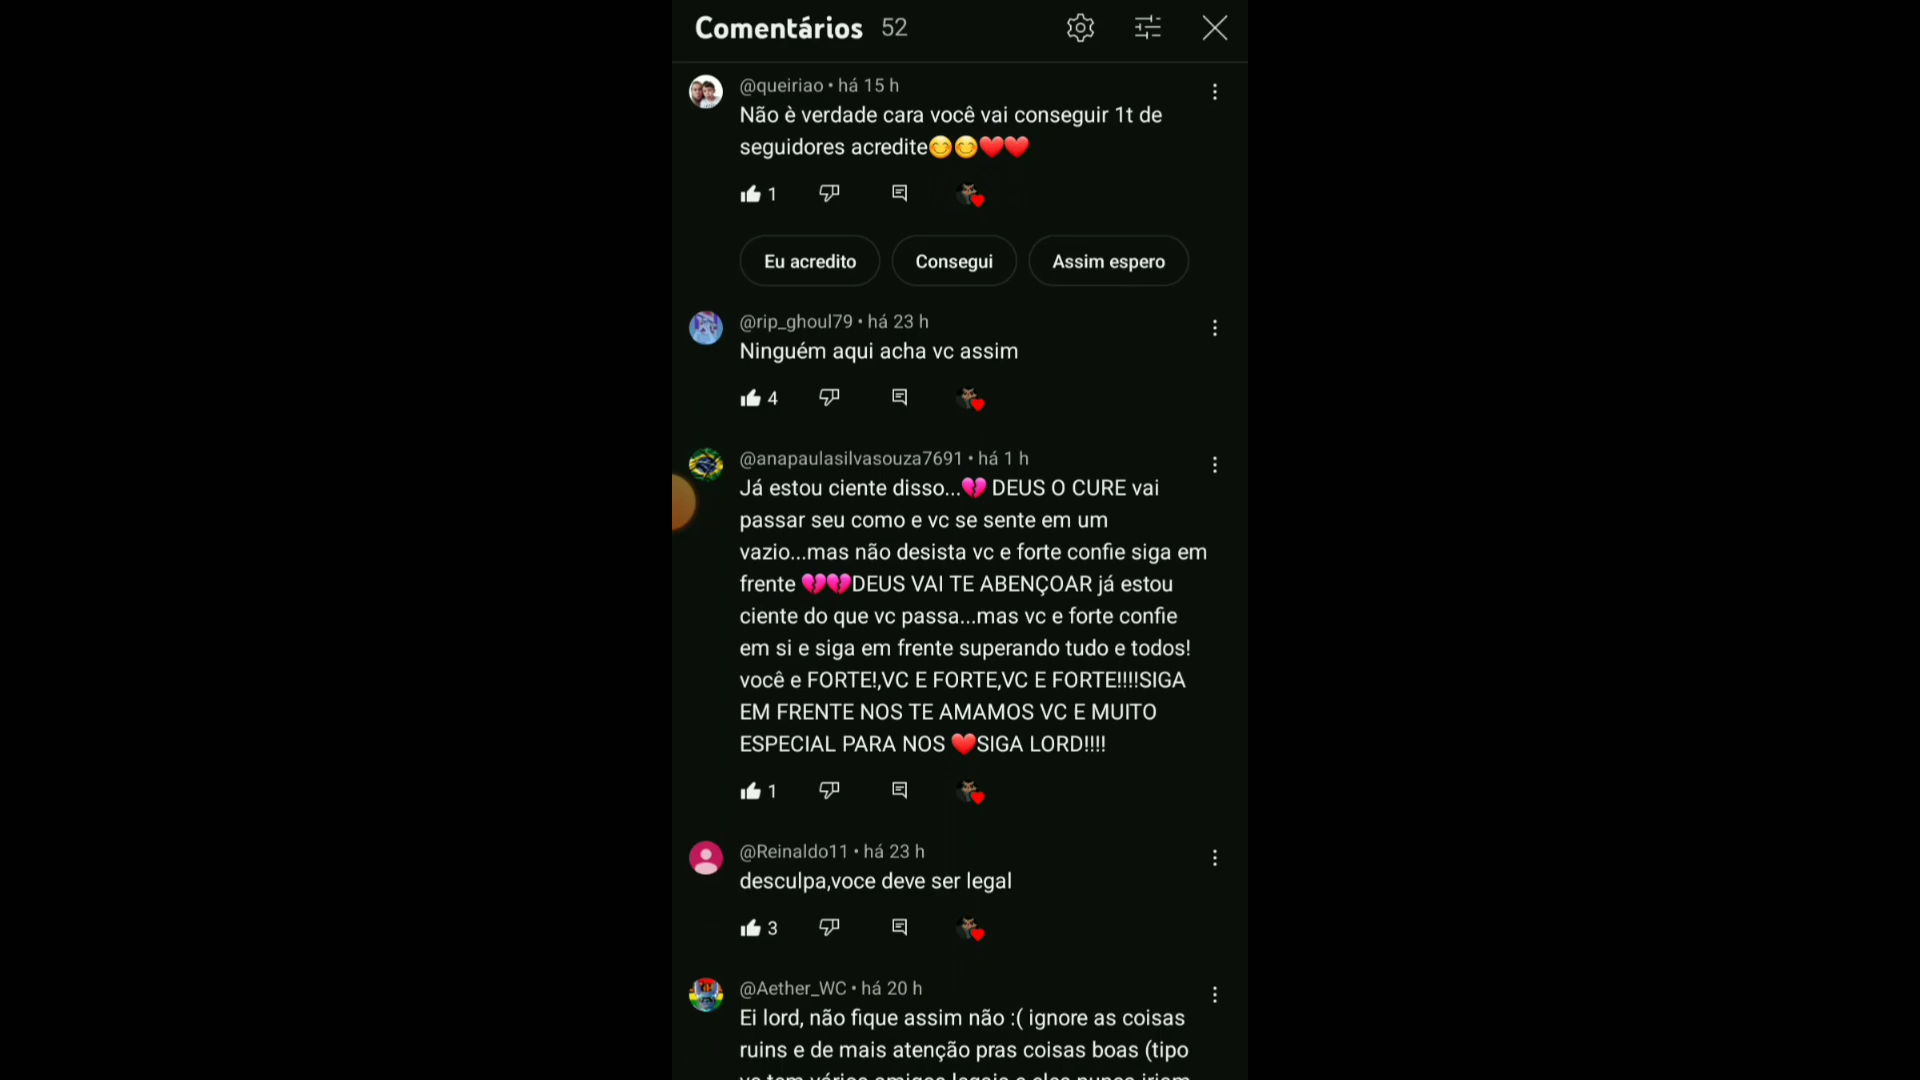 Comentários 52
@queiriao • há 15 h
Não è verdade cara você vai conseguir 1t de
seguidores acredite😊😊❤️❤️
1
Eu acredito Consegui Assim espero
@rip_ghoul79 • há 23 h
Ninguém aqui acha vc assim
4
@anapaulasilvasouza7691 • há 1 h
Já estou ciente disso...💔 DEUS O CURE vai
passar seu como e vc se sente em um
vazio...mas não desista vc e forte confie siga em
frente 💔💔DEUS VAI TE ABENÇOAR já estou
ciente do que vc passa...mas vc e forte confie
em si e siga em frente superando tudo e todos!
você e FORTE!,VC E FORTE,VC E FORTE!!!!SIGA
EM FRENTE NOS TE AMAMOS VC E MUITO
ESPECIAL PARA NOS ❤️SIGA LORD!!!!
1
@Reinaldo11 • há 23 h
desculpa,voce deve ser legal
3
@Aether_WC • há 20 h
Ei lord, não fique assim não :( ignore as coisas
ruins e de mais atenção pras coisas boas (tipo